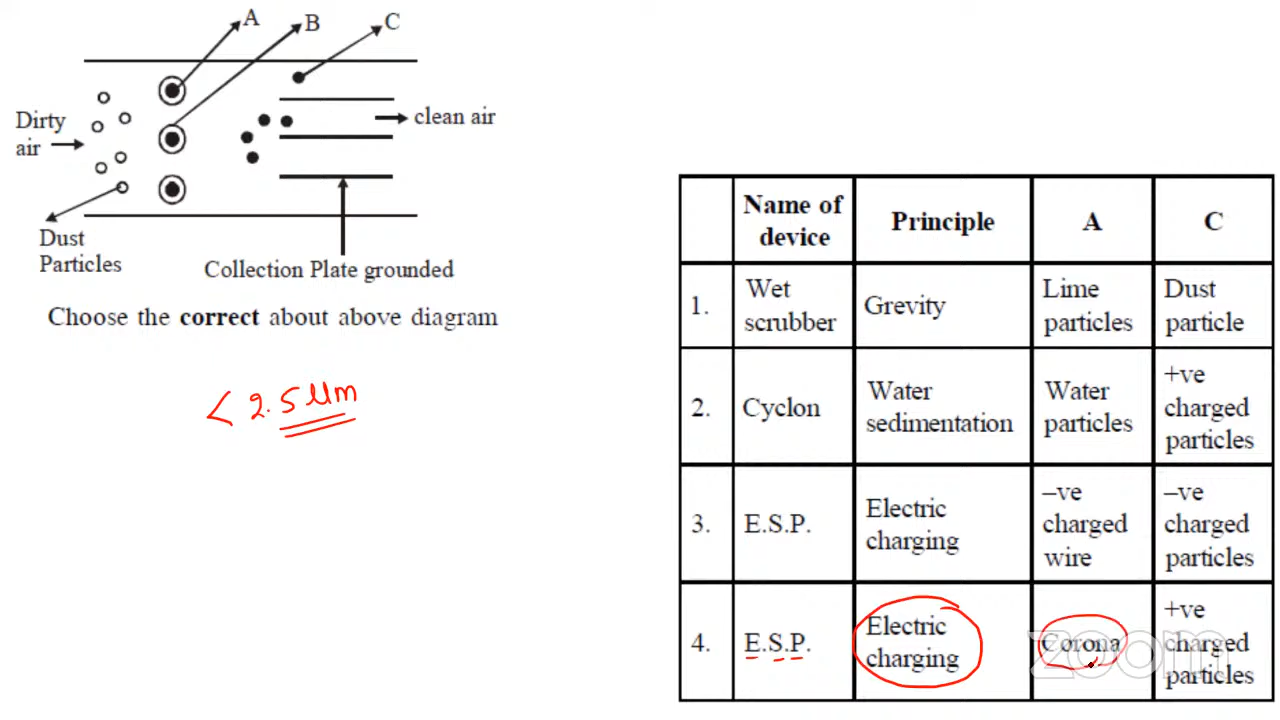 A
B
C
Dirty
air
clean air
Dust
Particles
Collection Plate grounded
Choose the correct about above diagram
< 2.5 µm
Name of
device
Principle
A
C
1.
Wet
scrubber
Grevity
Lime
particles
Dust
particle
2.
Cyclon
Water
sedimentation
Water
particles
+ve
charged
particles
3.
E.S.P.
Electric
charging
–ve
charged
wire
–ve
charged
particles
4.
E.S.P.
Electric
charging
Corona
+ve
charged
particles
zoom